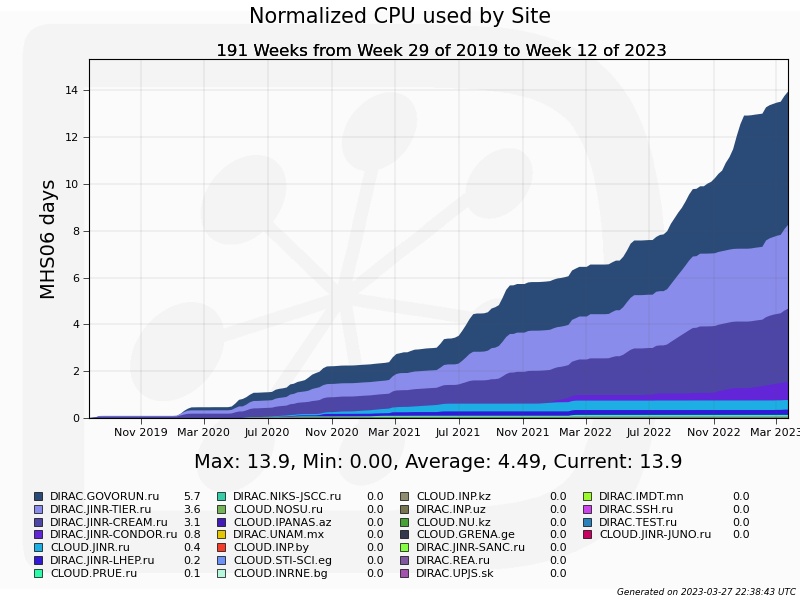 Normalized CPU used by Site
191 Weeks from Week 29 of 2019 to Week 12 of 2023
MHS06 days
14
12
10
8
6
4
2
0
Nov 2019 Mar 2020 Jul 2020 Nov 2020 Mar 2021 Jul 2021 Nov 2021 Mar 2022 Jul 2022 Nov 2022 Mar 2023
Max: 13.9, Min: 0.00, Average: 4.49, Current: 13.9
DIRAC.GOVORUN.ru 5.7 DIRAC.NIKS-JSCC.ru 0.0 CLOUD.INP.kz 0.0 DIRAC.IMDT.mn 0.0
DIRAC.JINR-TIER.ru 3.6 CLOUD.NOSU.ru 0.0 DIRAC.INP.uz 0.0 DIRAC.SSH.ru 0.0
DIRAC.JINR-CREAM.ru 3.1 CLOUD.IPANAS.az 0.0 CLOUD.NU.kz 0.0 DIRAC.TEST.ru 0.0
DIRAC.JINR-CONDOR.ru 0.8 DIRAC.UNAM.mx 0.0 CLOUD.GRENA.ge 0.0 CLOUD.JINR-JUNO.ru 0.0
CLOUD.JINR.ru 0.4 CLOUD.INP.by 0.0 DIRAC.JINR-SANC.ru 0.0
DIRAC.JINR-LHEP.ru 0.2 CLOUD.STI-SCI.eg 0.0 DIRAC.REA.ru 0.0
CLOUD.PRUE.ru 0.1 CLOUD.INRNE.bg 0.0 DIRAC.UPJS.sk 0.0
Generated on 2023-03-27 22:38:43 UTC